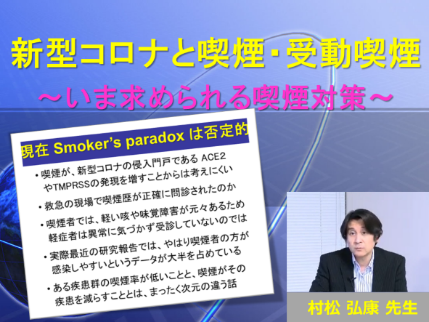 新型コロナと喫煙・受動喫煙
～いま求められる喫煙対策～
現在 Smoker's paradox は否定的
• 喫煙が、新型コロナの侵入門戸である ACE2
やTMPRSSの発現を増すことからは考えにくい
• 救急の現場で喫煙歴が正確に問診されたのか
• 喫煙者では、軽い咳や味覚障害が元々あるため
軽症者は異常に気づかず受診していないのでは
• 実際最近の研究報告では、やはり喫煙者の方が
感染しやすいというデータが大半を占めている
• ある疾患群の喫煙率が低いことと、喫煙がその
疾患を減らすこととは、まったく次元の違う話
村松 弘康 先生